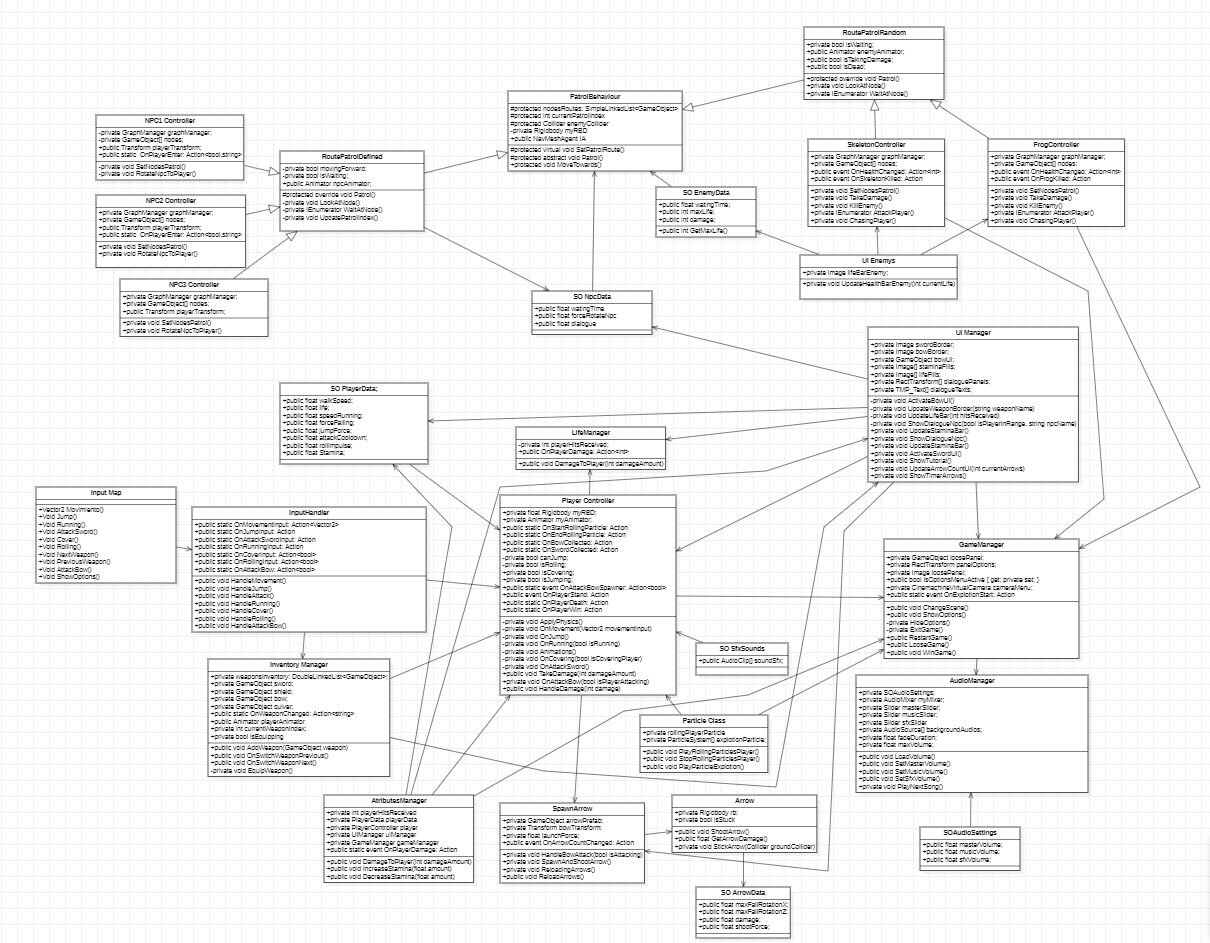 RoutePatrolRandom
+private bool isWaiting;
+public Animator enemyAnimator;
+public bool isTakingDamage;
+public bool isDead;
+protected override void Patrol()
+private void LookAtNode()
+private IEnumerator WaitAtNode()
PatrolBehaviour
#protected nodesRoutes: SimpleLinkedList<GameObject>
#protected int currentPatrolIndex
#protected Collider enemyCollider
-private Rigidbody myRBD
+public NavMeshAgent IA
#protected virtual void SetPatrolRoute()
#protected abstract void Patrol()
#protected void MoveTowards()
NPC1 Controller
-private GraphManager graphManager;
-private GameObject[] nodes;
+public Transform playerTransform;
+public static OnPlayerEnter: Action<bool,string>
+private void SetNodesPatrol()
-private void RotateNpcToPlayer()
RoutePatrolDefined
-private bool movingForward;
-private bool isWaiting;
+public Animator npcAnimator;
#protected override void Patrol()
-private void LookAtNode()
-private IEnumerator WaitAtNode()
-private void UpdatePatrolIndex()
SkeletonController
+private GraphManager graphManager;
+private GameObject[] nodes;
+public event OnHealthChanged: Action<int>
+public event OnSkeletonKilled: Action
+private void SetNodesPatrol()
+private void TakeDamage()
+private void KillEnemy()
+private IEnumerator AttackPlayer()
+private void ChasingPlayer()
FrogController
+private GraphManager graphManager;
+private GameObject[] nodes;
+public event OnHealthChanged: Action<int>
+public event OnFrogKilled: Action
+private void SetNodesPatrol()
+private void TakeDamage()
+private void KillEnemy()
+private IEnumerator AttackPlayer()
+private void ChasingPlayer()
NPC2 Controller
+private GraphManager graphManager;
+private GameObject[] nodes;
+public Transform playerTransform;
+public static OnPlayerEnter: Action<bool,string>
+private void SetNodesPatrol()
+private void RotateNpcToPlayer()
SO EnemyData
+public float watingTime;
+public int maxLife;
+public int damage;
+public int GetMaxLife()
UI Enemys
+private Image lifeBarEnemy;
+private void UpdateHealthBarEnemy(int currentLife)
NPC3 Controller
+private GraphManager graphManager;
+private GameObject[] nodes;
+public Transform playerTransform;
+private void SetNodesPatrol()
+private void RotateNpcToPlayer()
SO NpcData
+public float watingTime
+public float forceRotateNpc
+public float dialogue
UI Manager
+private Image swordBorder;
+private Image bowBorder;
+private GameObject bowUI;
+private Image[] staminaFills;
+private Image[] lifeFills;
+private RectTransform[] dialoguePanels;
+private TMP_Text[] dialogueTexts;
-private void ActivateBowUI()
-private void UpdateWeaponBorder(string weaponName)
-private void UpdateLifeBar(int hitsReceived)
-private void ShowDialogueNpc(bool isPlayerInRange, string npcName)
+private void UpdateStaminaBar()
+private void ShowDialogueNpc()
+private void UpdateStaminaBar()
+private void ActivateSwordUI()
+private void ShowTutorial()
+private void UpdateArrowCountUI(int currentArrows)
+private void ShowTimerArrows()
SO PlayerData;
+public float walkSpeed;
+public float life;
+public float speedRunning;
+public float forceFalling;
+public float jumpForce;
+public float attackCooldown;
+public float rollImpulse;
+public float Stamina;
LifeManager
-private int playerHitsReceived;
+public OnPlayerDamage: Action<int>
+public void DamageToPlayer(int damageAmount)
Input Map
+Vector2 Movimiento()
+Void Jump()
+Void Running()
+Void AttackSword()
+Void Cover()
+Void Rolling()
+Void NextWeapon()
+Void PreviousWeapon()
+Void AttackBow()
+Void ShowOptions()
InputHandler
+public static OnMovementInput: Action<Vector2>
+public static OnJumpInput: Action
+public static OnAttackSwordInput: Action
+public static OnRunningInput: Action
+public static OnCoverInput: Action<bool>
+public static OnRollingInput: Action<bool>
+public static OnAttackBow: Action<bool>
+public void HandleMovement()
+public void HandleJump()
+public void HandleAttack()
+public void HandleRunning()
+public void HandleCover()
+public void HandleRolling()
+public void HandleAttackBow()
Player Controller
+private float Rigidbody myRBD;
+private Animator myAnimator;
+public static OnStartRollingParticle: Action
+public static OnEndRollingParticle: Action
+public static OnBowCollected: Action
+public static OnSwordCollected: Action
-private bool canJump;
-private bool isRolling;
+private bool isCovering;
+private bool isJumping;
+public static event OnAttackBowSpawner: Action<bool>
+public event OnPlayerStand: Action
+public static OnPlayerDeath: Action
+public static OnPlayerWin: Action
-private void ApplyPhysics()
-private void OnMovement(Vector2 movementInput)
-private void OnJump()
-private void OnRunning(bool isRunning)
-private void Animations()
-private void OnCovering(bool isCoveringPlayer)
-private void OnAttackSword()
+public void TakeDamage(int damageAmount)
+private void OnAttackBow(bool isPlayerAttacking)
+public void HandleDamage(int damage)
GameManager
+private GameObject loosePanel;
+private RectTransform panelOptions;
+private Image loosePanel;
+public bool isOptionsMenuActive { get; private set; }
+private CinemachineVirtualCamera cameraMenu;
+public static event OnExplotionStart: Action
+public void ChangeScene()
+public void ShowOptions()
-private void HideOptions()
-private void ExitGame()
+public void RestartGame()
+public void LooseGame()
+public void WinGame()
SO SfxSounds
+public AudioClip[] soundSfx;
Inventory Manager
+private weaponsInventory: DoubleLinkedList<GameObject>;
+private GameObject sword;
+private GameObject shield;
+private GameObject bow;
+private GameObject quiver;
+public static OnWeaponChanged: Action<string>
+public Animator playerAnimator
+private int currentWeaponIndex;
+private bool isEquipping
+public void AddWeapon(GameObject weapon)
+public void OnSwitchWeaponPrevious()
+public void OnSwitchWeaponNext()
-private void EquipWeapon()
AudioManager
+private SOAudioSettings;
+private AudioMixer myMixer;
+private Slider masterSlider;
+private Slider musicSlider;
+private Slider sfxSlider
+private AudioSource[] backgroundAudios;
+private float fadeDuration;
+private float maxVolume;
+public void LoadVolume()
+public void SetMasterVolume()
+public void SetMusicVolume()
+public void SetSfxVolume()
+private void PlayNextSong()
Particle Class
+private rollingPlayerParticle
+private ParticleSystem[] explotionParticle;
+public void PlayRollingParticlesPlayer()
+public void StopRollingParticlesPlayer()
+public void PlayParticleExplotion()
AtributesManager
+private int playerHitsReceived
+private PlayerData playerData
+private PlayerController player
+private UIManager uiManager
+private GameManager gameManager
+public static event OnPlayerDamage: Action
+public void DamageToPlayer(int damageAmount)
+public void IncreaseStamina(float amount)
+public void DecreaseStamina(float amount)
SpawnArrow
+private GameObject arrowPrefab;
+private Transform bowTransform;
+private float launchForce;
+public event OnArrowCountChanged: Action
+private void HandleBowAttack(bool isAttacking)
+private void SpawnAndShootArrow()
+private void ReloadingArrows()
+public void ReloadArrows()
Arrow
+private Rigidbody rb;
+private bool isStuck
+public void ShootArrow()
+public float GetArrowDamage()
+private void StickArrow(Collider groundCollider)
SOAudioSettings
+public float masterVolume;
+public float musicVolume;
+public float sfxVolume;
SO ArrowData
+public float maxFallRotationX;
+public float maxFallRotationZ;
+public float damage;
+public float shootForce;